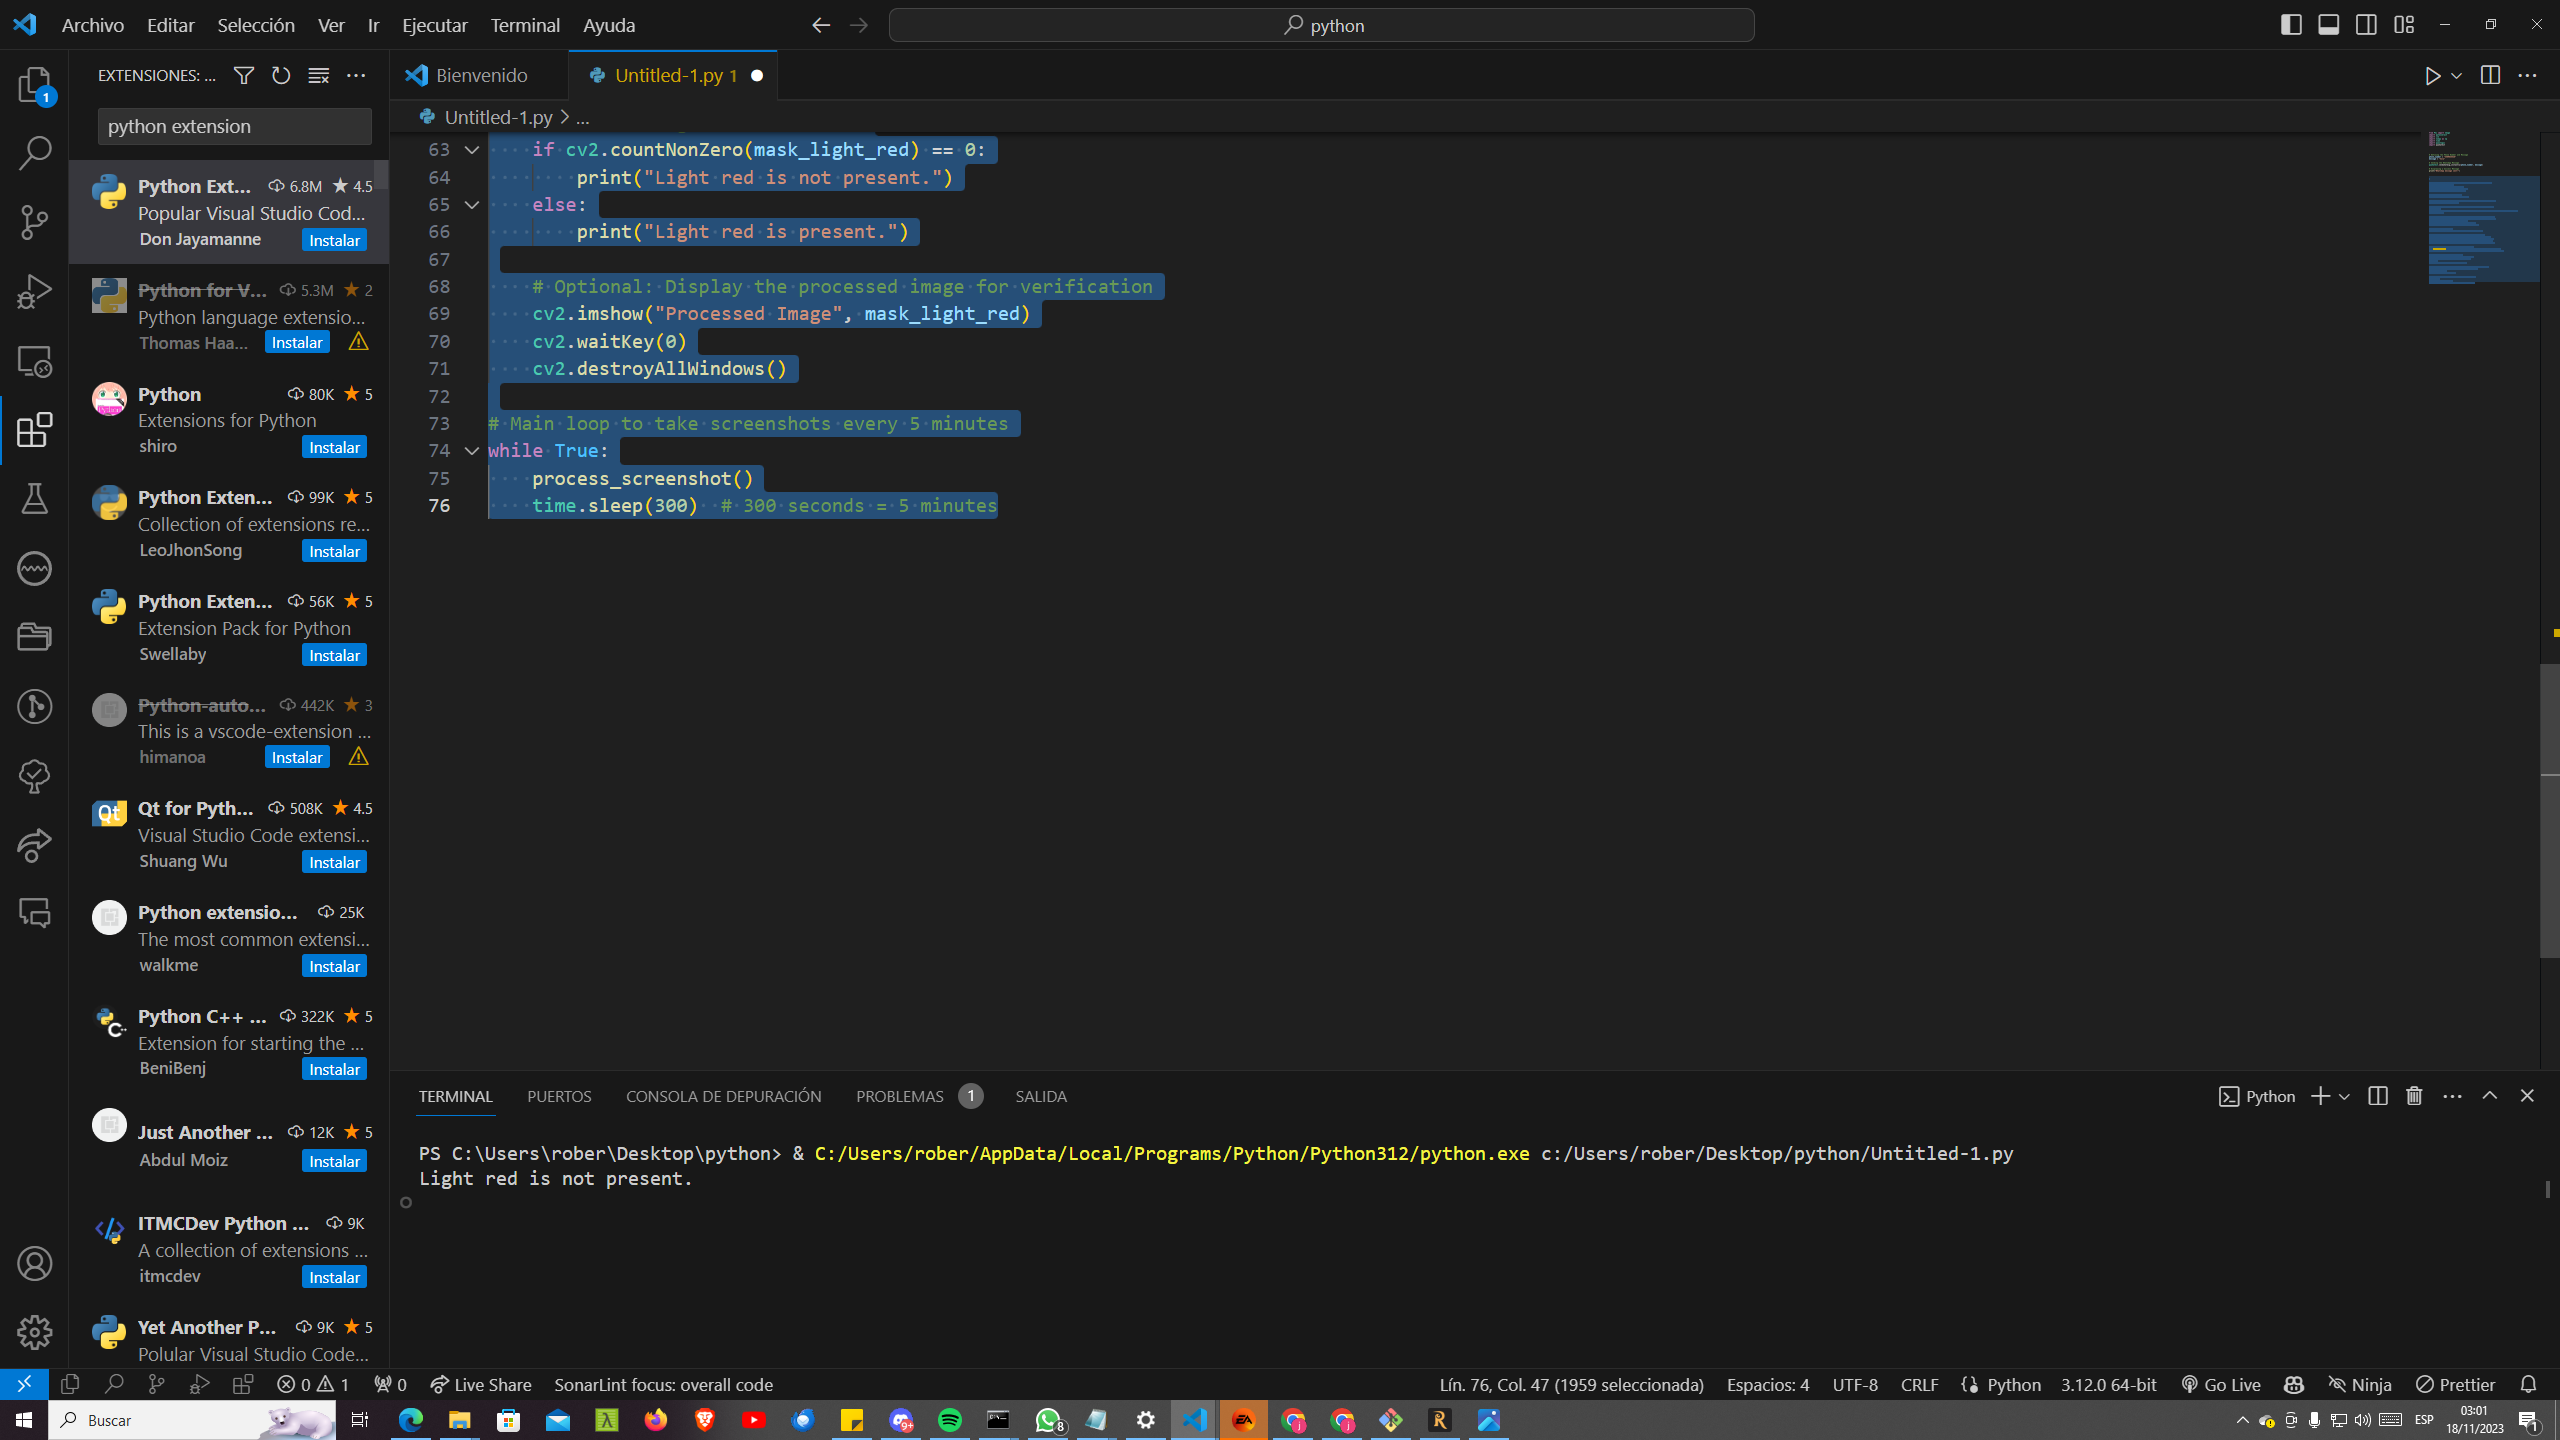 Archivo Editar Selección Ver Ir Ejecutar Terminal Ayuda
python
EXTENSIONES: ...
python extension
Python Ext... 6.8M 4.5
Popular Visual Studio Cod...
Don Jayamanne Instalar
Python for V... 5.3M 2
Python language extensio...
Thomas Haa... Instalar
Python 80K 5
Extensions for Python
shiro Instalar
Python Exten... 99K 5
Collection of extensions re...
LeoJhonSong Instalar
Python Exten... 56K 5
Extension Pack for Python
Swellaby Instalar
Python-auto... 442K 3
This is a vscode-extension ...
himanoa Instalar
Qt for Pyth... 508K 4.5
Visual Studio Code extensi...
Shuang Wu Instalar
Python extensio... 25K
The most common extensi...
walkme Instalar
Python C++ ... 322K 5
Extension for starting the ...
BeniBenj Instalar
Just Another ... 12K 5
Abdul Moiz Instalar
ITMCDev Python ... 9K
A collection of extensions ...
itmcdev Instalar
Yet Another P... 9K 5
Polular Visual Studio Code...
Bienvenido Untitled-1.py 1
Untitled-1.py > ...
63 if cv2.countNonZero(mask_light_red) == 0:
64 print("Light red is not present.")
65 else:
66 print("Light red is present.")
67
68 # Optional: Display the processed image for verification
69 cv2.imshow("Processed Image", mask_light_red)
70 cv2.waitKey(0)
71 cv2.destroyAllWindows()
72
73 # Main loop to take screenshots every 5 minutes
74 while True:
75 process_screenshot()
76 time.sleep(300) # 300 seconds = 5 minutes
TERMINAL PUERTOS CONSOLA DE DEPURACIÓN PROBLEMAS 1 SALIDA
Python
PS C:\Users\rober\Desktop\python> & C:/Users/rober/AppData/Local/Programs/Python/Python312/python.exe c:/Users/rober/Desktop/python/Untitled-1.py
Light red is not present.
0 1 0 Live Share SonarLint focus: overall code
Lín. 76, Col. 47 (1959 seleccionada) Espacios: 4 UTF-8 CRLF Python 3.12.0 64-bit Go Live Ninja Prettier
Buscar
ESP
03:01
18/11/2023